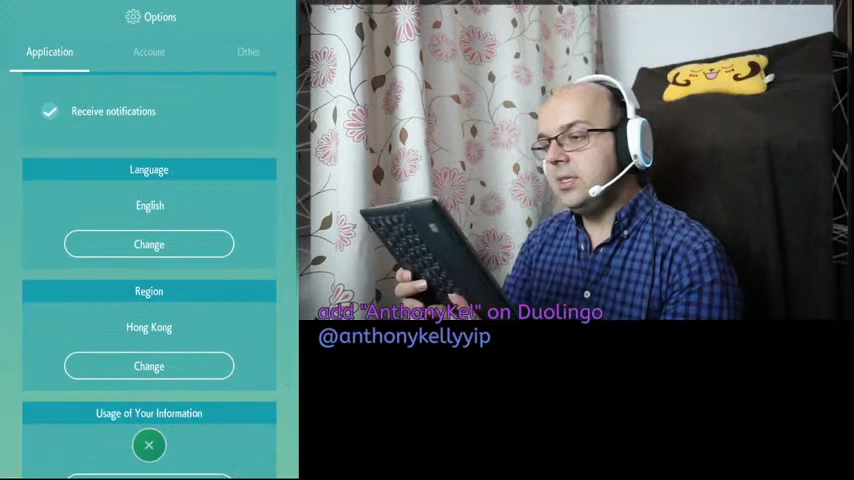 Options
Application
Account
Other
Receive notifications
Language
English
Change
Region
Hong Kong
Change
Usage of Your Information
add "AnthonyKel" on Duolingo
@anthonykellyyip